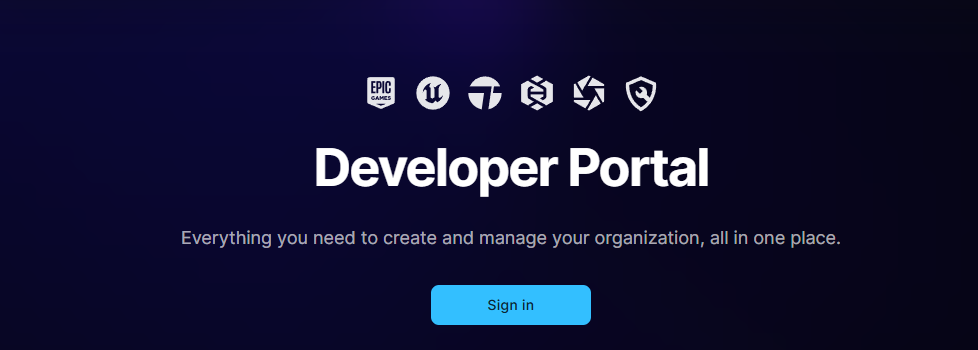 EPIC
GAMES
Developer Portal
Everything you need to create and manage your organization, all in one place.
Sign in